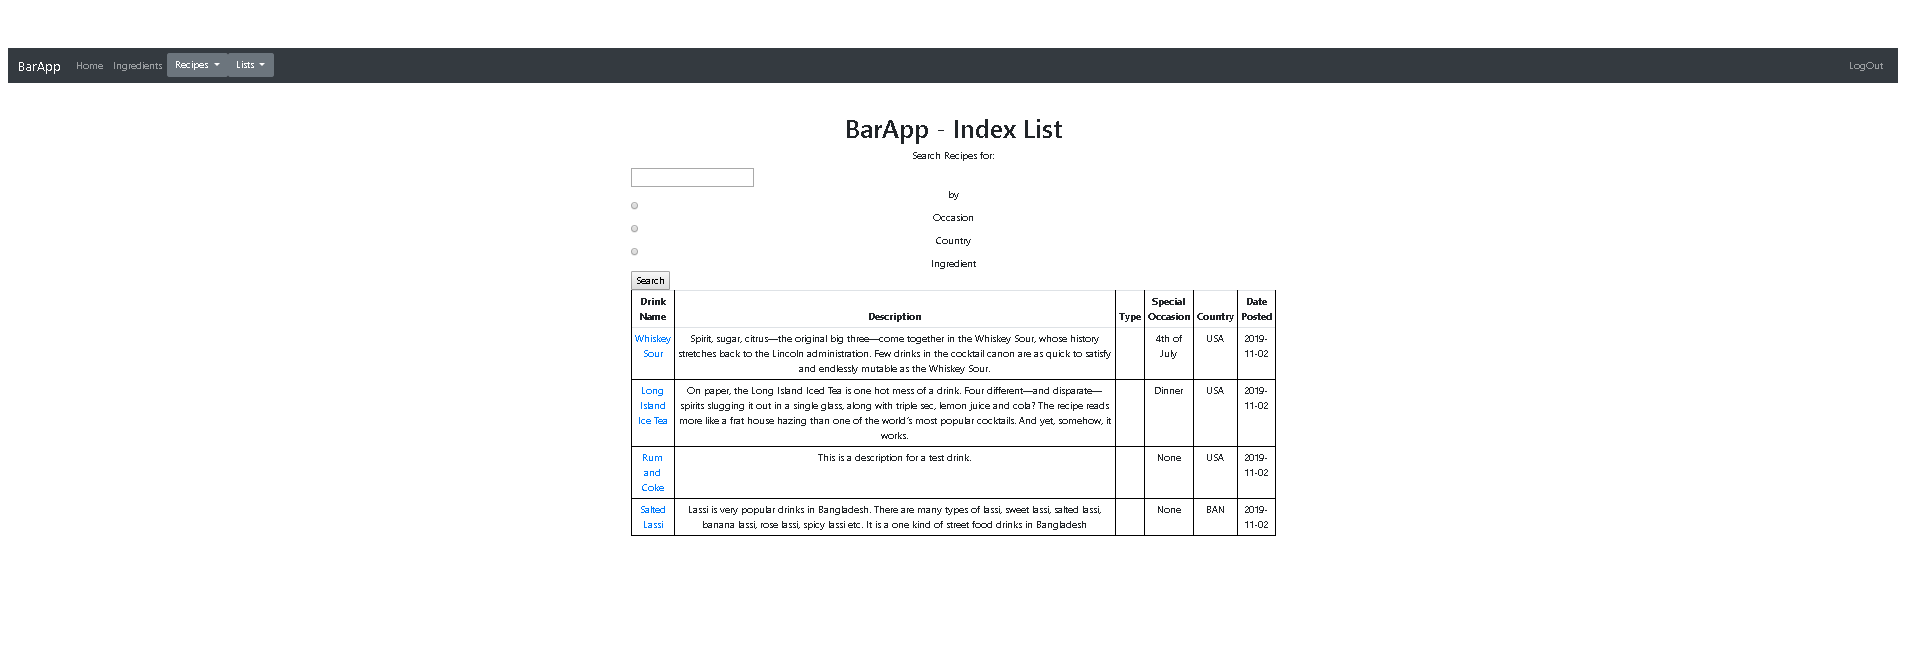 BarApp Home Ingredients Recipes Lists LogOut
BarApp - Index List
Search Recipes for:
by
Occasion
Country
Ingredient
Search
Drink Name Description Type Special Occasion Country Date Posted
Whiskey Sour
Spirit, sugar, citrus—the original big three—come together in the Whiskey Sour, whose history
stretches back to the Lincoln administration. Few drinks in the cocktail canon are as quick to satisfy
and endlessly mutable as the Whiskey Sour.
4th of July
USA
2019-11-02
Long Island Ice Tea
On paper, the Long Island Iced Tea is one hot mess of a drink. Four different—and disparate—
spirits slugging it out in a single glass, along with triple sec, lemon juice and cola? The recipe reads
more like a frat house hazing than one of the world's most popular cocktails. And yet, somehow, it
works.
Dinner
USA
2019-11-02
Rum and Coke
This is a description for a test drink.
None
USA
2019-11-02
Salted Lassi
Lassi is very popular drinks in Bangladesh. There are many types of lassi, sweet lassi, salted lassi,
banana lassi, rose lassi, spicy lassi etc. It is a one kind of street food drinks in Bangladesh
None
BAN
2019-11-02